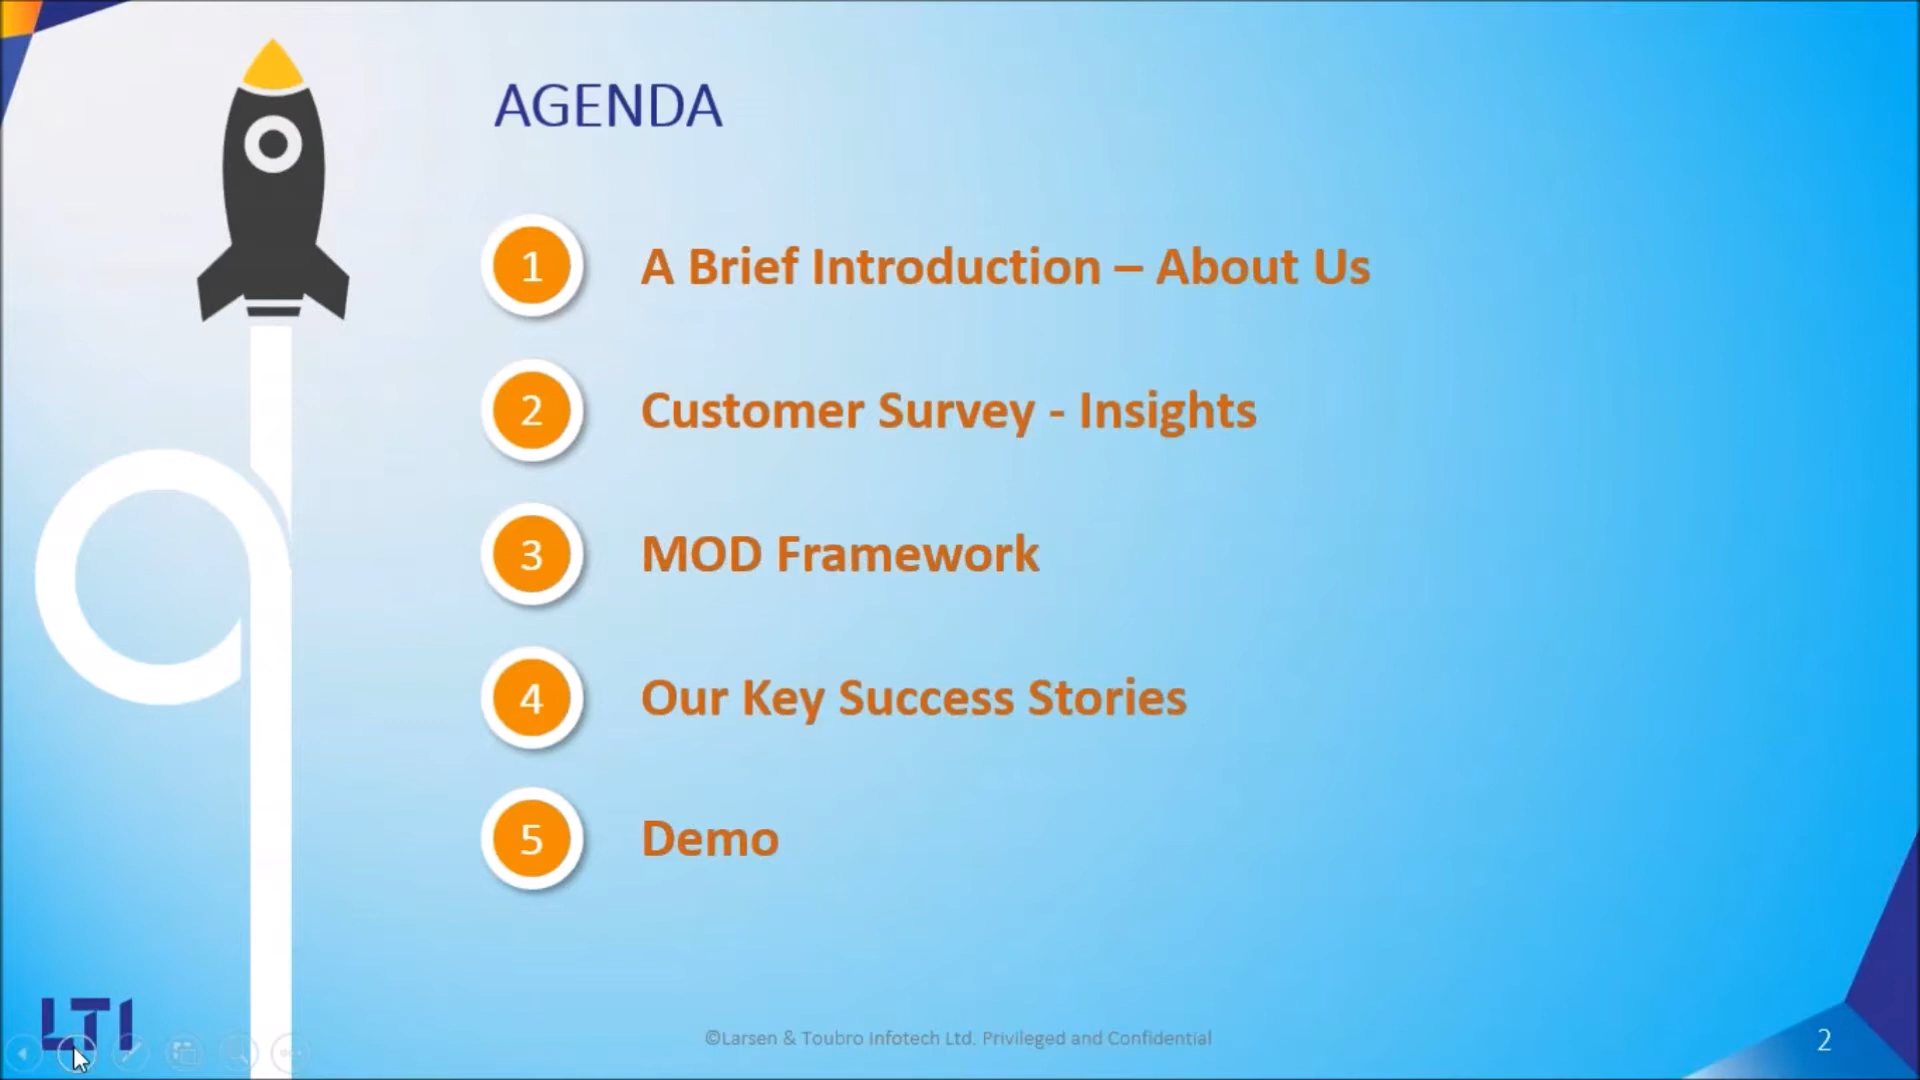 AGENDA
1 A Brief Introduction – About Us
2 Customer Survey - Insights
3 MOD Framework
4 Our Key Success Stories
5 Demo
LTI
©Larsen & Toubro Infotech Ltd. Privileged and Confidential
2